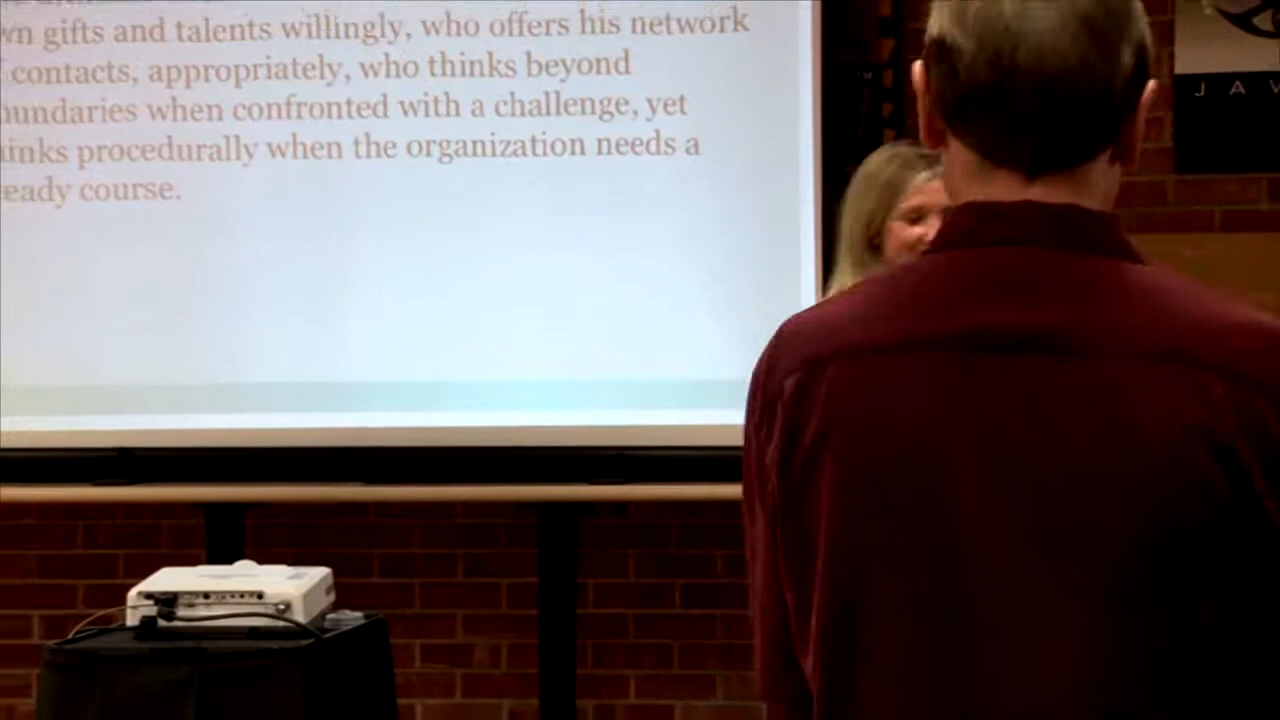 wn gifts and talents willingly, who offers his network
contacts, appropriately, who thinks beyond
undaries when confronted with a challenge, yet
inks procedurally when the organization needs a
eady course.
JAV